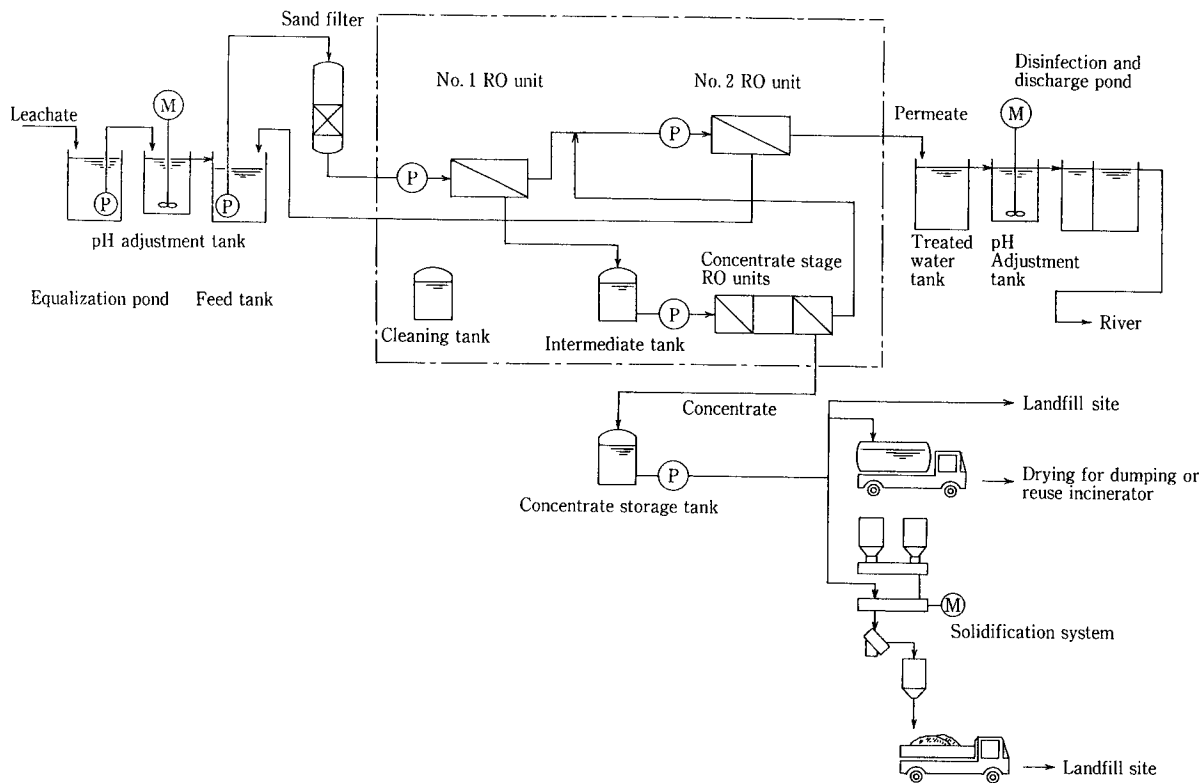 Sand filter
No. 1 RO unit
No. 2 RO unit
Disinfection and
discharge pond
M
M
Leachate
Permeate
P
P
P
P
P
pH adjustment tank
Equalization pond
Feed tank
Cleaning tank
Intermediate tank
P
Concentrate stage
RO units
Treated
water
tank
pH
Adjustment
tank
River
Concentrate
Landfill site
P
Concentrate storage tank
Drying for dumping or
reuse incinerator
M
Solidification system
Landfill site